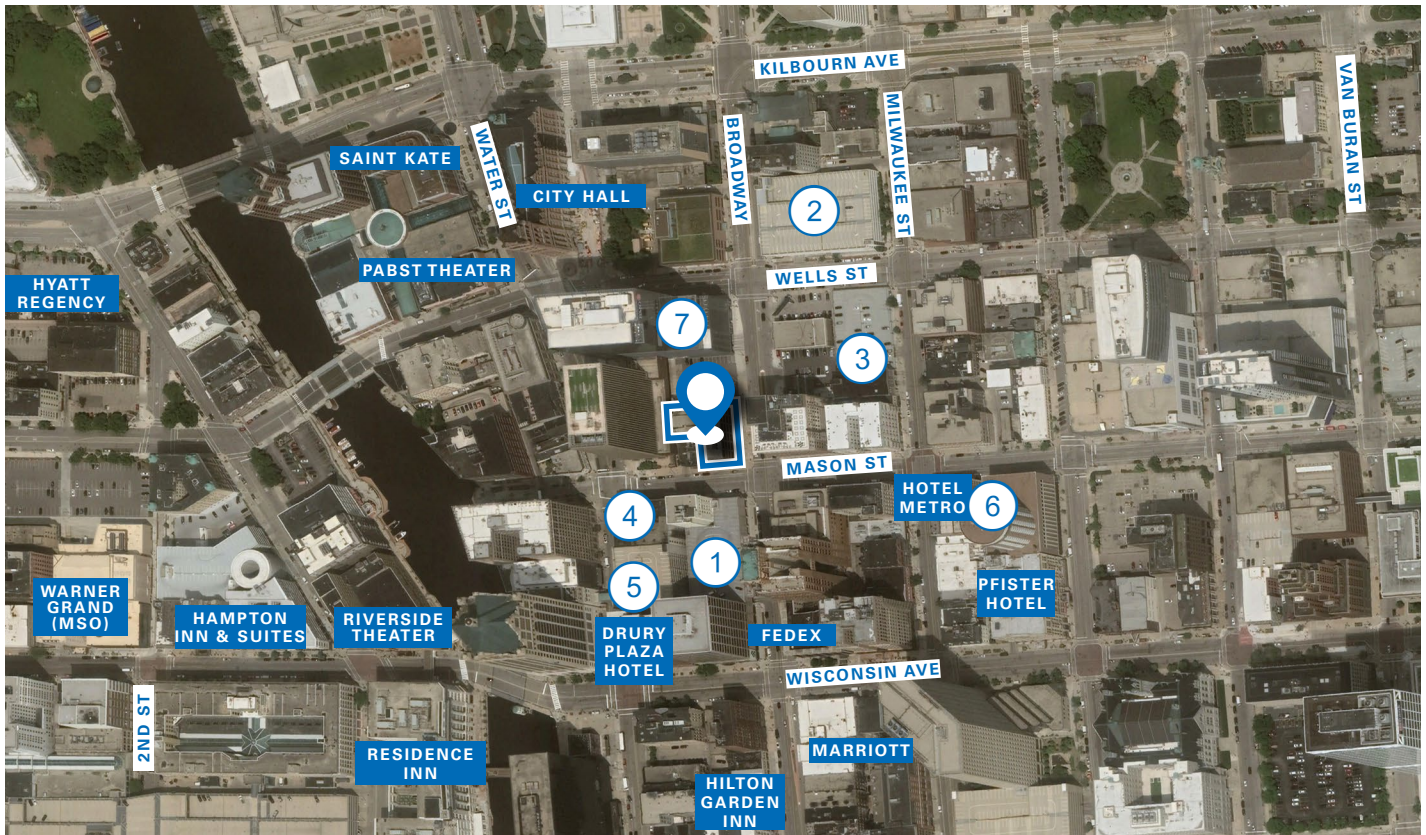 KILBOURN AVE
VAN BURAN ST
MILWAUKEE ST
BROADWAY
WATER ST
SAINT KATE
CITY HALL
2
PABST THEATER
WELLS ST
HYATT
REGENCY
7
3
MASON ST
HOTEL
METRO
6
4
1
5
WARNER
GRAND
(MSO)
HAMPTON
INN & SUITES
RIVERSIDE
THEATER
PFISTER
HOTEL
DRURY
PLAZA
HOTEL
FEDEX
WISCONSIN AVE
2ND ST
RESIDENCE
INN
MARRIOTT
HILTON
GARDEN
INN